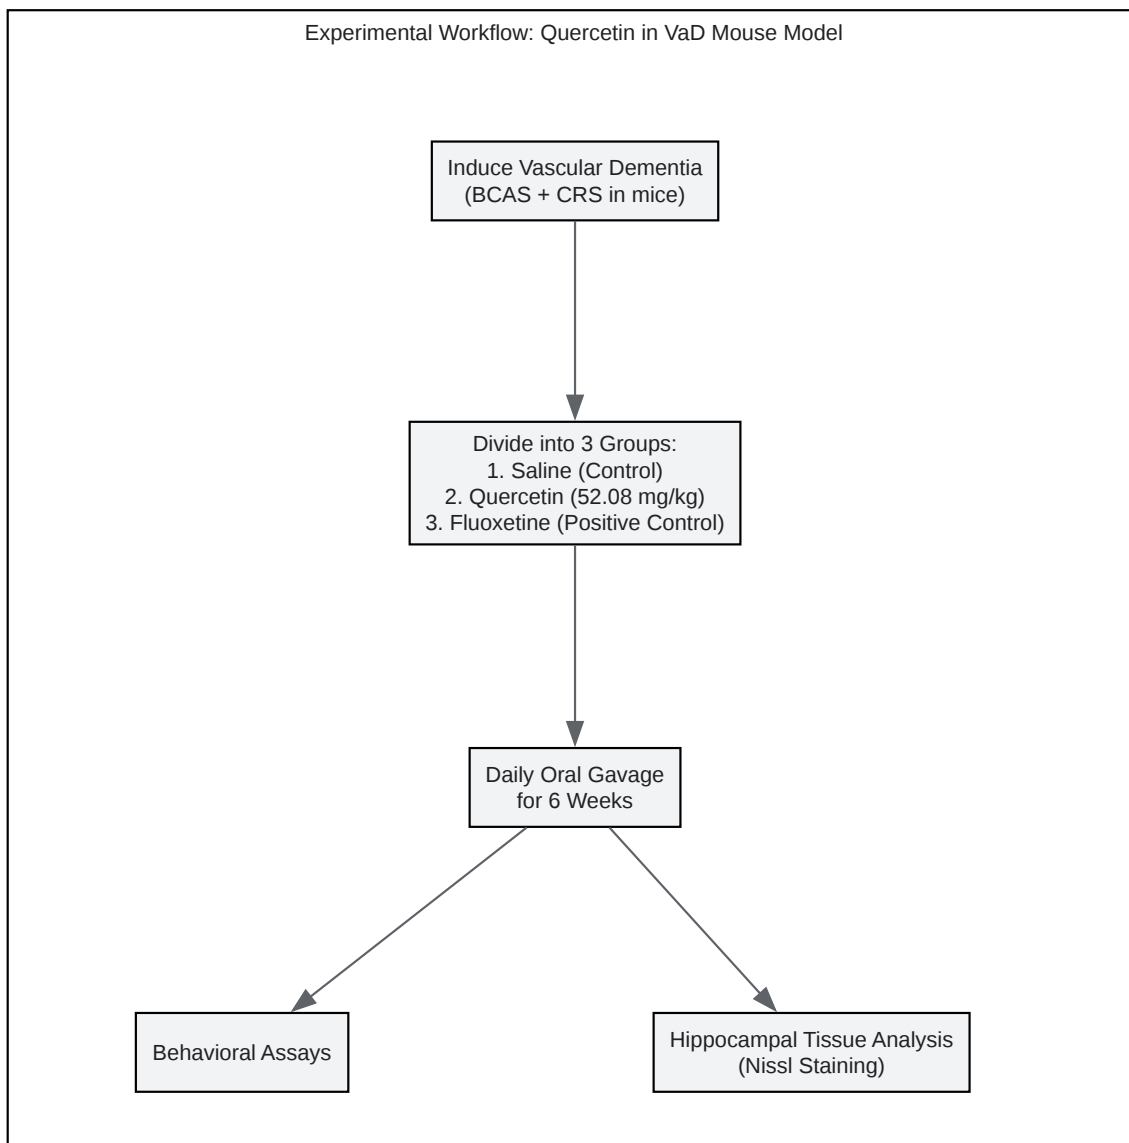 Experimental Workflow: Quercetin in VaD Mouse Model
Induce Vascular Dementia
(BCAS + CRS in mice)
Divide into 3 Groups:
1. Saline (Control)
2. Quercetin (52.08 mg/kg)
3. Fluoxetine (Positive Control)
Daily Oral Gavage
for 6 Weeks
Behavioral Assays
Hippocampal Tissue Analysis
(Nissl Staining)